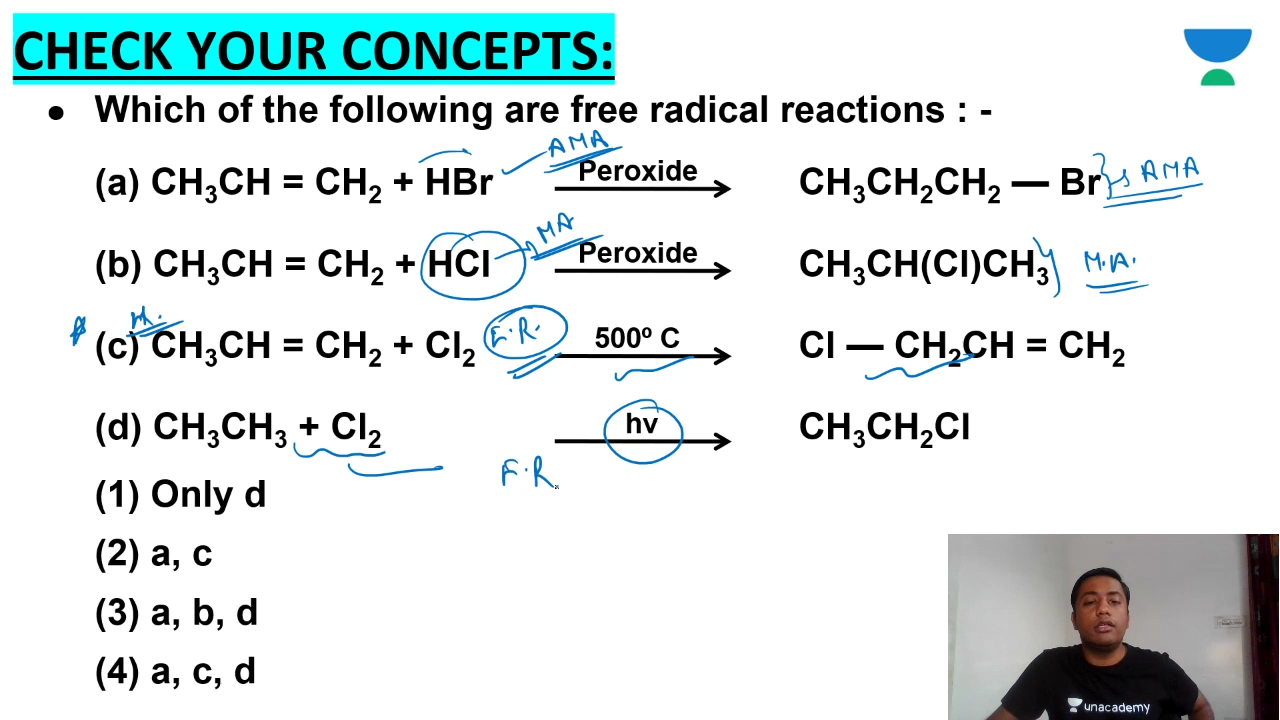 CHECK YOUR CONCEPTS:
• Which of the following are free radical reactions : -
AMA
(a) CH₃CH = CH₂ + HBr Peroxide CH₃CH₂CH₂ — Br AMA
MA
(b) CH₃CH = CH₂ + HCl Peroxide CH₃CH(Cl)CH₃ M.A.
(c) CH₃CH = CH₂ + Cl₂ F.R. 500º C Cl — CH₂CH = CH₂
(d) CH₃CH₃ + Cl₂ hv CH₃CH₂Cl
F.R.
(1) Only d
(2) a, c
(3) a, b, d
(4) a, c, d
unacademy